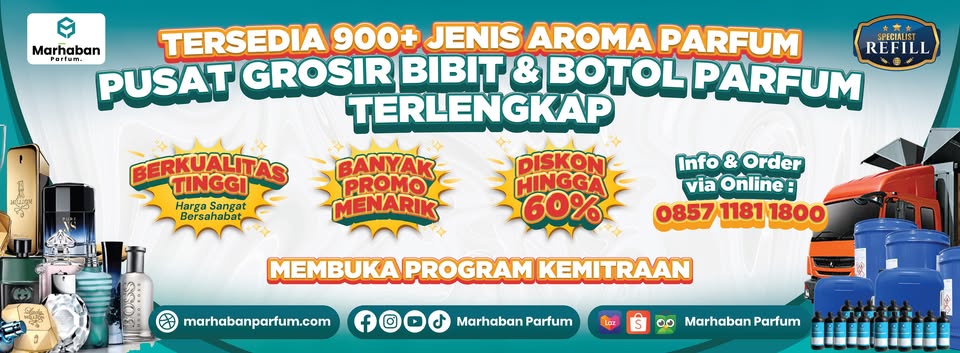 Marhaban
Parfum.
TERSEDIA 900+ JENIS AROMA PARFUM
SPECIALIST
REFILL
PUSAT GROSIR BIBIT & BOTOL PARFUM
TERLENGKAP
BERKUALITAS
TINGGI
Harga Sangat
Bersahabat
BANYAK
PROMO
MENARIK
DISKON
HINGGA
60%
Info & Order
via Online :
0857 1181 1800
MEMBUKA PROGRAM KEMITRAAN
marhabanparfum.com
Marhaban Parfum
Laz
Marhaban Parfum